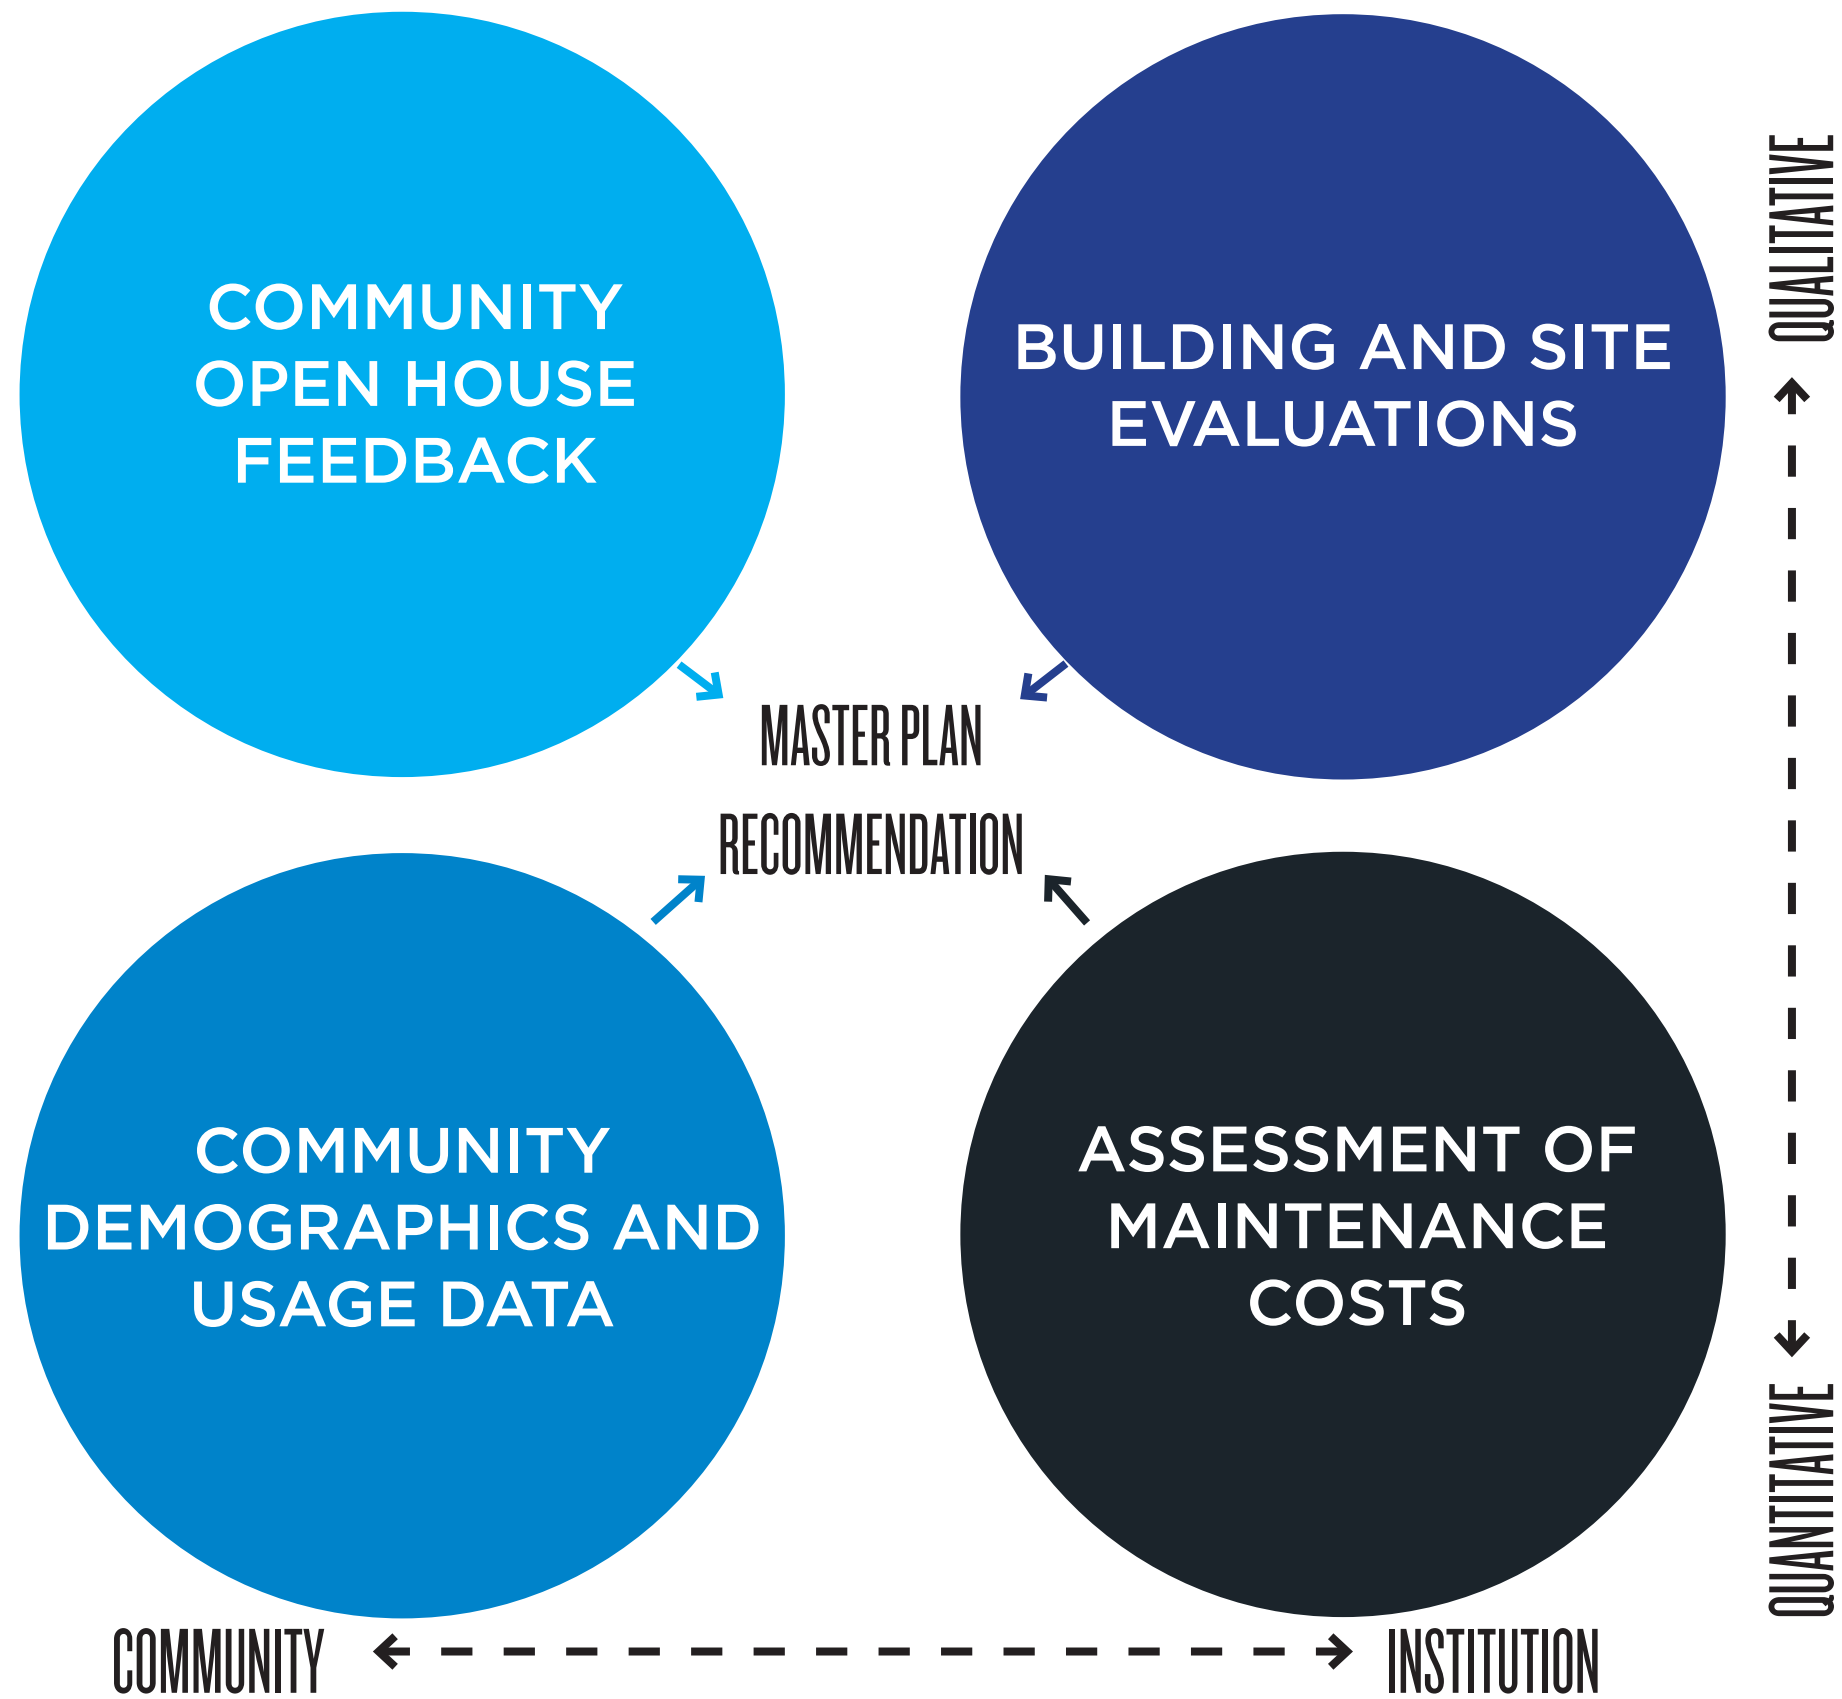 COMMUNITY
OPEN HOUSE
FEEDBACK
BUILDING AND SITE
EVALUATIONS
QUALITATIVE
MASTER PLAN
RECOMMENDATION
COMMUNITY
DEMOGRAPHICS AND
USAGE DATA
ASSESSMENT OF
MAINTENANCE
COSTS
QUANTITATIVE
COMMUNITY
INSTITUTION